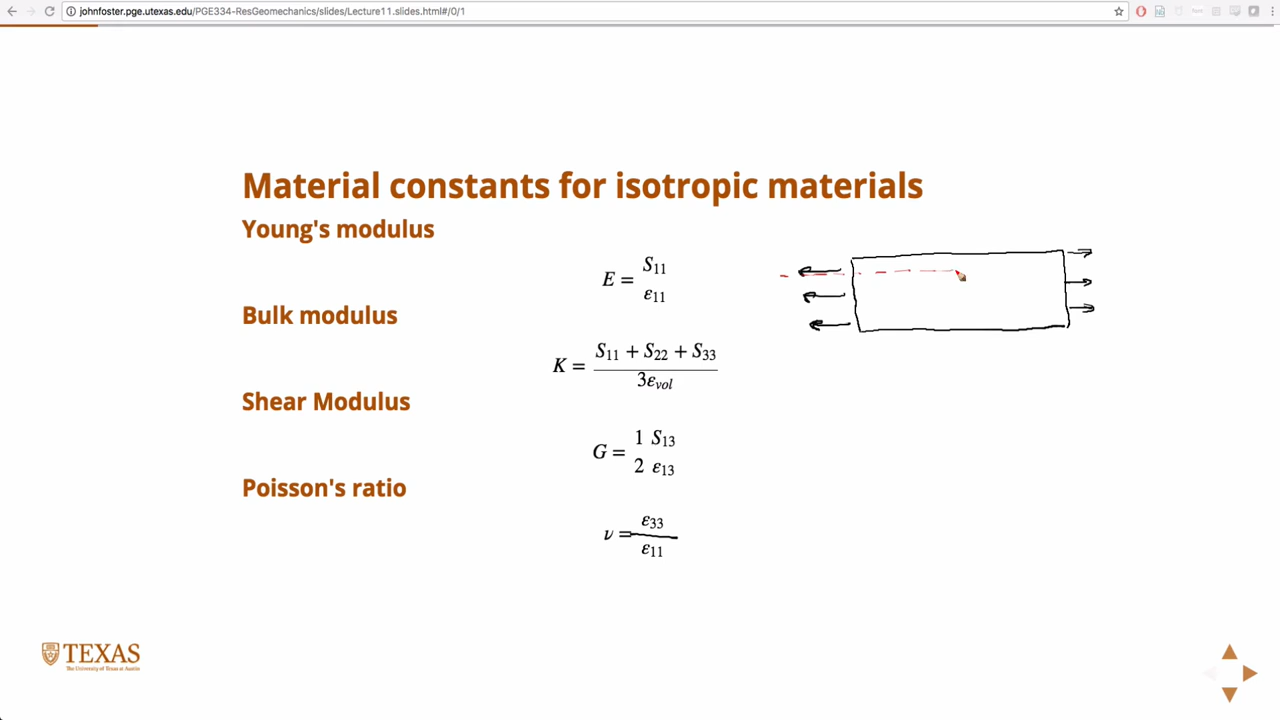 johnfoster.pge.utexas.edu/PGE334-ResGeomechanics/slides/Lecture11.slides.html#/0/1
Material constants for isotropic materials
Young's modulus
E = S₁₁ / ε₁₁
Bulk modulus
K = S₁₁ + S₂₂ + S₃₃ / 3εᵥₒₗ
Shear Modulus
G = 1 S₁₃ / 2 ε₁₃
Poisson's ratio
ν = ε₃₃ / ε₁₁
TEXAS
The University of Texas at Austin